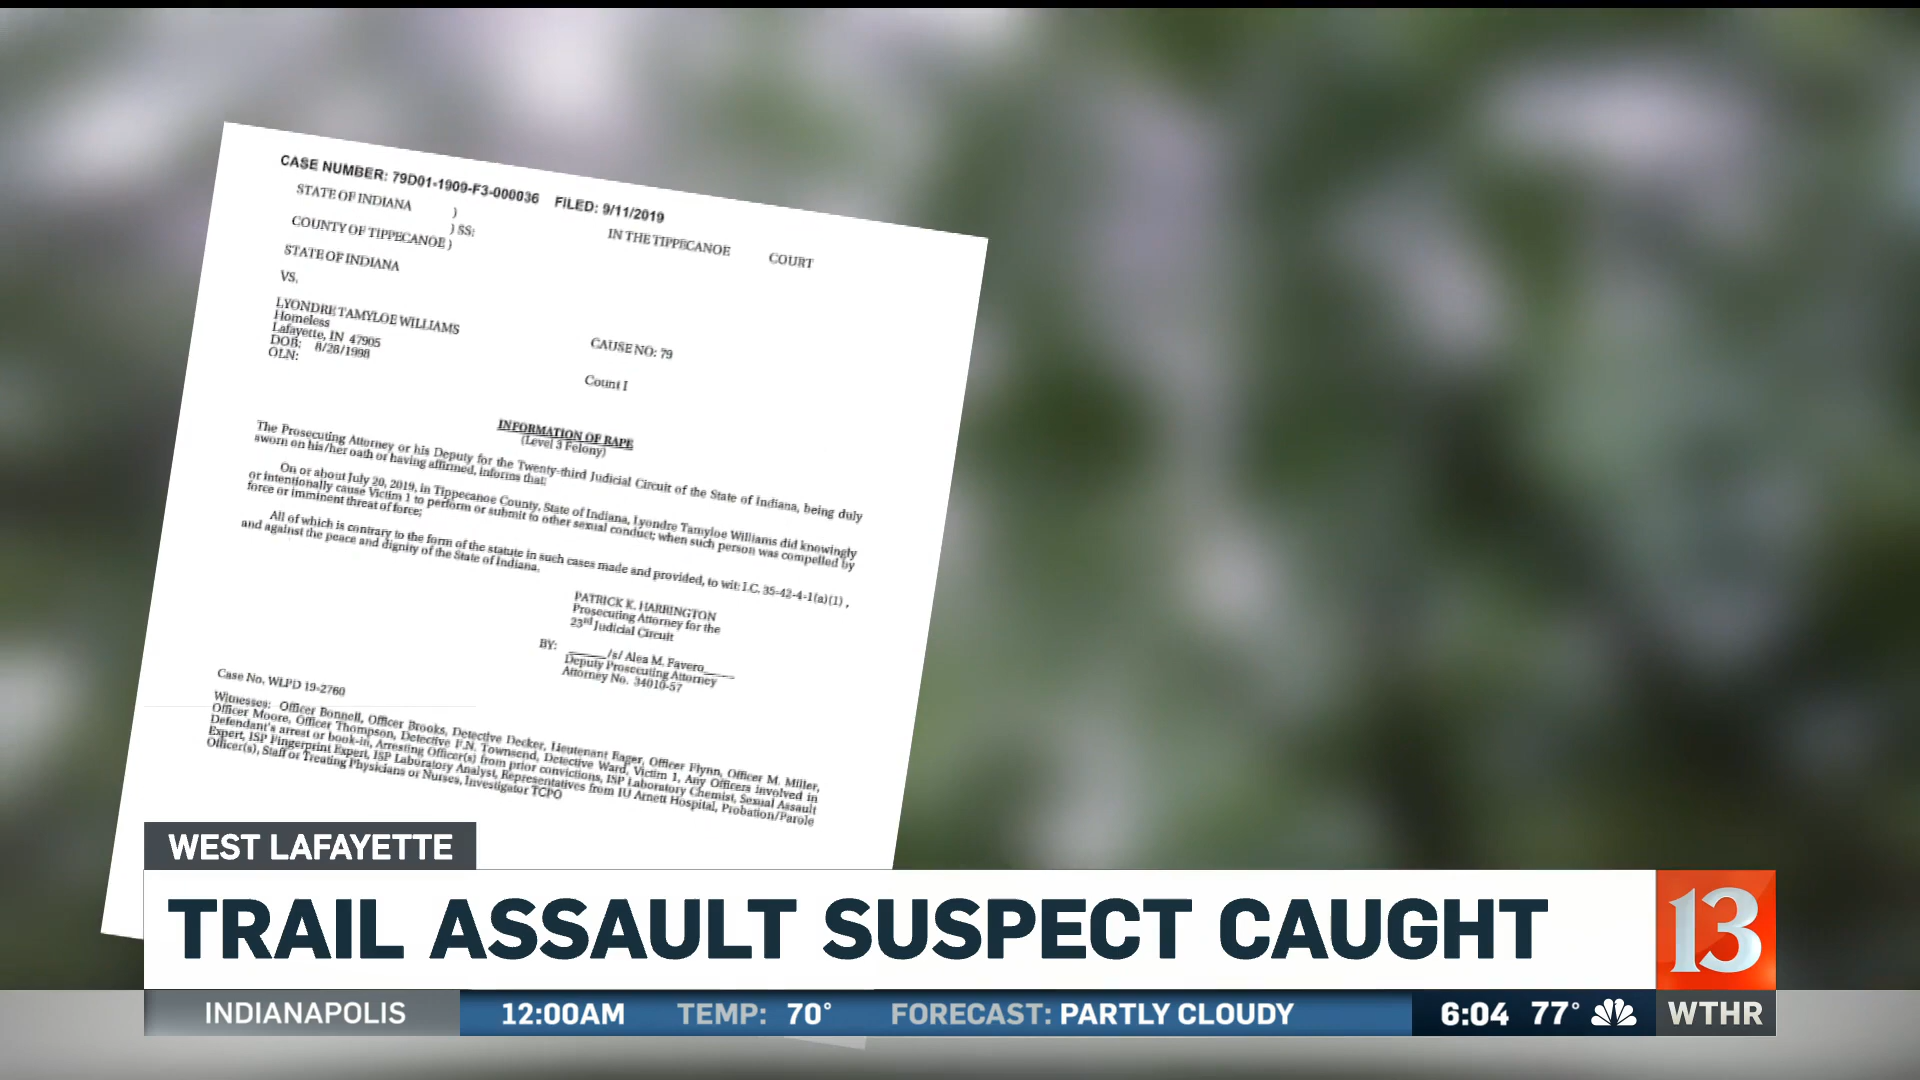 CASE NUMBER: 79D01-1909-F3-000036 FILED: 9/11/2019
STATE OF INDIANA )
) SS:
COUNTY OF TIPPECANOE )
IN THE TIPPECANOE COURT
STATE OF INDIANA
VS.
LYONDRE TAMYLOE WILLIAMS
Homeless
Lafayette, IN 47905
DOB: 8/28/1998
OLN:
CAUSE NO: 79
Count I
INFORMATION OF RAPE
(Level 3 Felony)
The Prosecuting Attorney or his Deputy for the Twenty-third Judicial Circuit of the State of Indiana, being duly
sworn on his/her oath or having affirmed, informs that:
On or about July 20, 2019, in Tippecanoe County, State of Indiana, Lyondre Tamyloe Williams did knowingly
or intentionally cause Victim 1 to perform or submit to other sexual conduct; when such person was compelled by
force or imminent threat of force;
All of which is contrary to the form of the statute in such cases made and provided, to wit: I.C. 35-42-4-1(a)(1) ,
and against the peace and dignity of the State of Indiana.
PATRICK K. HARRINGTON
Prosecuting Attorney for the
23rd Judicial Circuit
BY: ______/s/ Alea M. Favero____
Deputy Prosecuting Attorney
Attorney No. 34010-57
Case No. WLPD 19-2760
Witnesses: Officer Bonnell, Officer Brooks, Detective Decker, Lieutenant Eager, Officer Flynn, Officer M. Miller,
Officer Moore, Officer Thompson, Detective F.N. Townsend, Detective Ward, Victim 1, Any Officers involved in
Defendant's arrest or book-in, Arresting Officer(s) from prior convictions, ISP Laboratory Chemist, Sexual Assault
Expert, ISP Fingerprint Expert, ISP Laboratory Analyst, Representatives from IU Arnett Hospital, Probation/Parole
Officer(s), Staff or Treating Physicians or Nurses, Investigator TCPO
WEST LAFAYETTE
TRAIL ASSAULT SUSPECT CAUGHT
13
INDIANAPOLIS 12:00AM TEMP: 70° FORECAST: PARTLY CLOUDY 6:04 77° WTHR